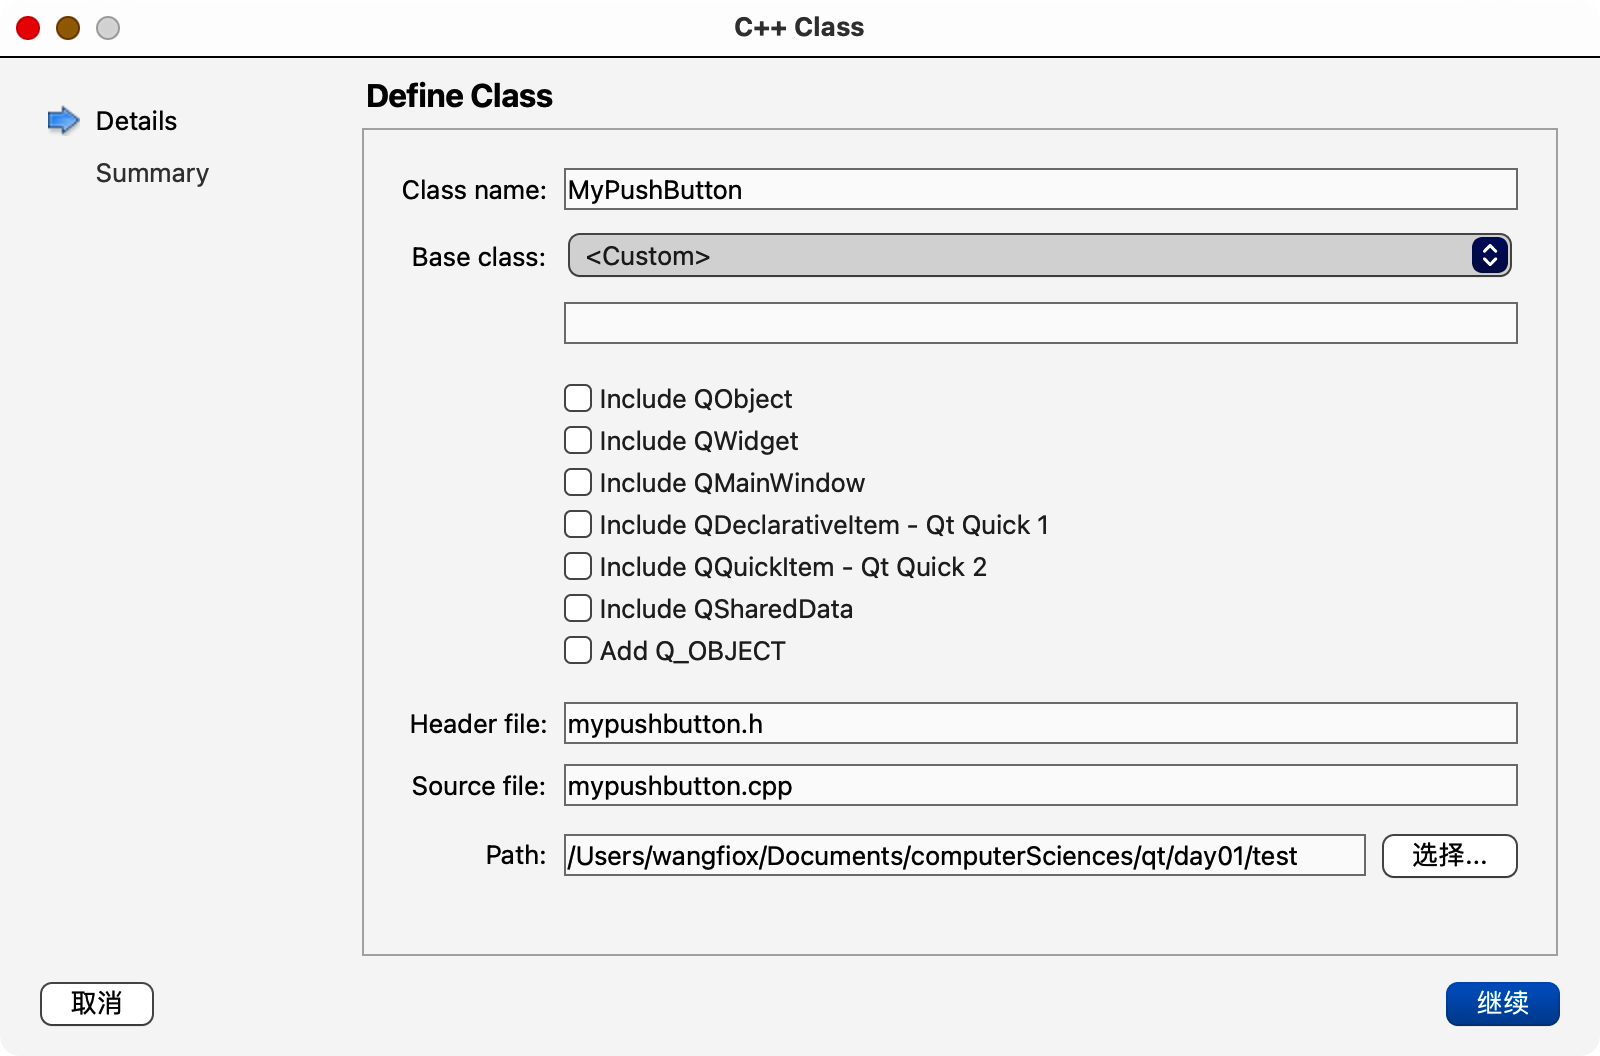 C++ Class
Details
Summary
Define Class
Class name: MyPushButton
Base class: <Custom>
Include QObject
Include QWidget
Include QMainWindow
Include QDeclarativeItem - Qt Quick 1
Include QQuickItem - Qt Quick 2
Include QSharedData
Add Q_OBJECT
Header file: mypushbutton.h
Source file: mypushbutton.cpp
Path: /Users/wangfiox/Documents/computerSciences/qt/day01/test 选择...
取消 继续